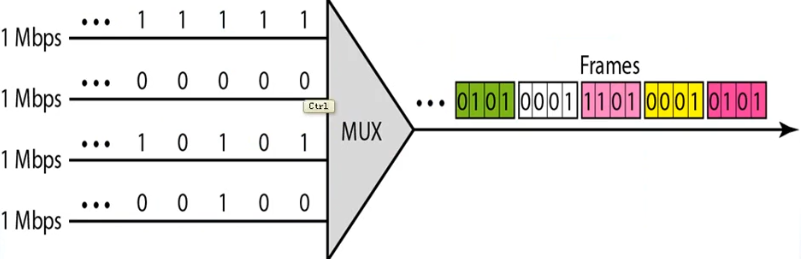 1 Mbps ••• 1 1 1 1 1
1 Mbps ••• 0 0 0 0 0
Ctrl
1 Mbps ••• 1 0 1 0 1
1 Mbps ••• 0 0 1 0 0
MUX
Frames
••• 0101 0001 1101 0001 0101